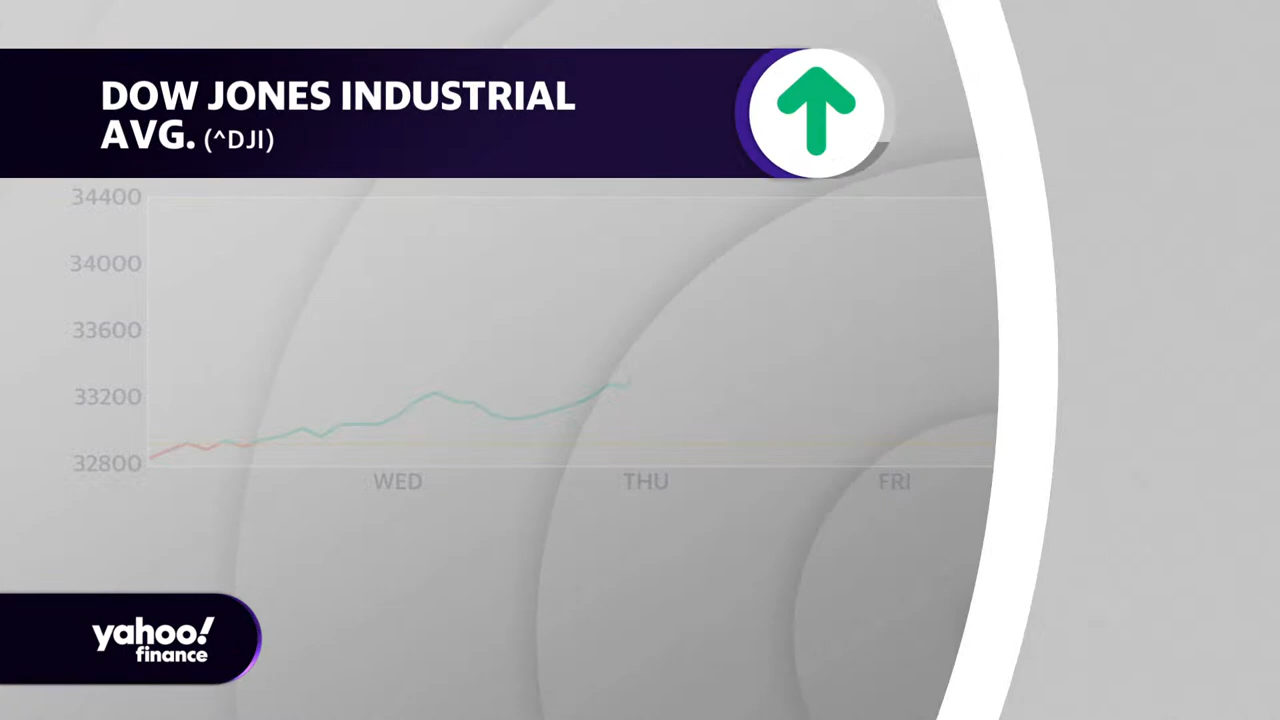 DOW JONES INDUSTRIAL
AVG. (^DJI)
34400
34000
33600
33200
32800
WED THU FRI
yahoo!
finance